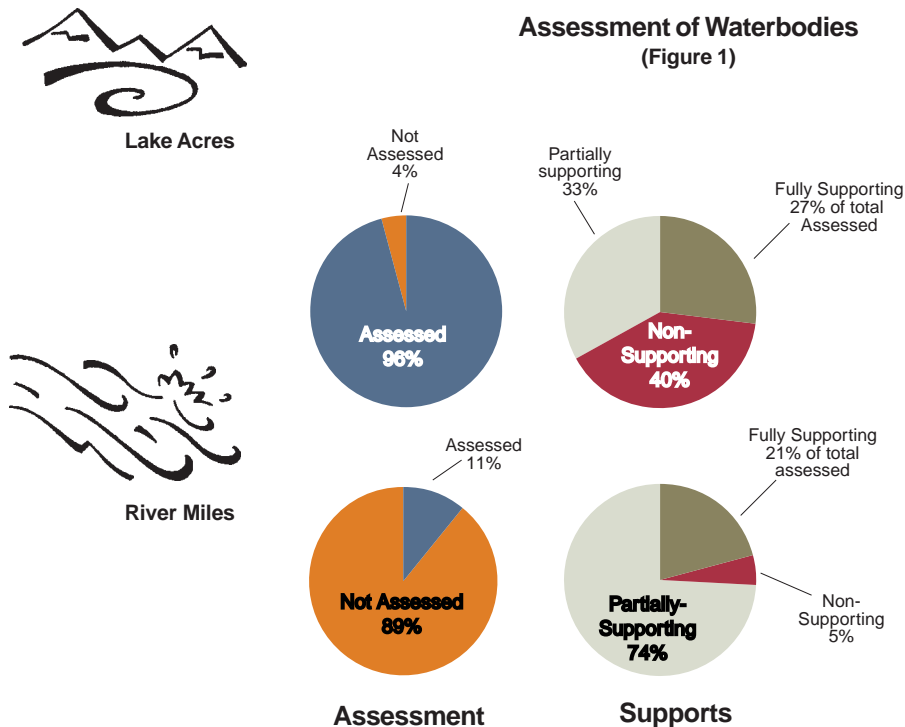 Assessment of Waterbodies
(Figure 1)
Lake Acres
Not
Assessed
4%
Assessed
96%
Partially
supporting
33%
Fully Supporting
27% of total
Assessed
Non-
Supporting
40%
River Miles
Assessed
11%
Not Assessed
89%
Fully Supporting
21% of total
assessed
Partially-
Supporting
74%
Non-
Supporting
5%
Assessment
Supports